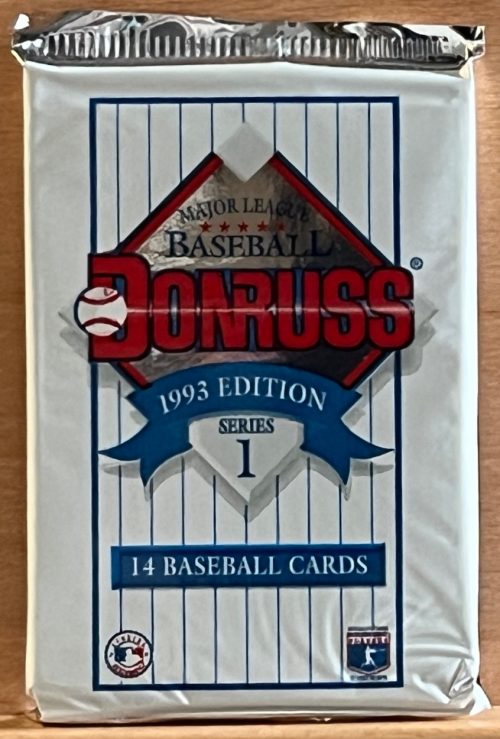 MAJOR LEAGUE
BASEBALL
DONRUSS®
1993 EDITION
SERIES
1
14 BASEBALL CARDS